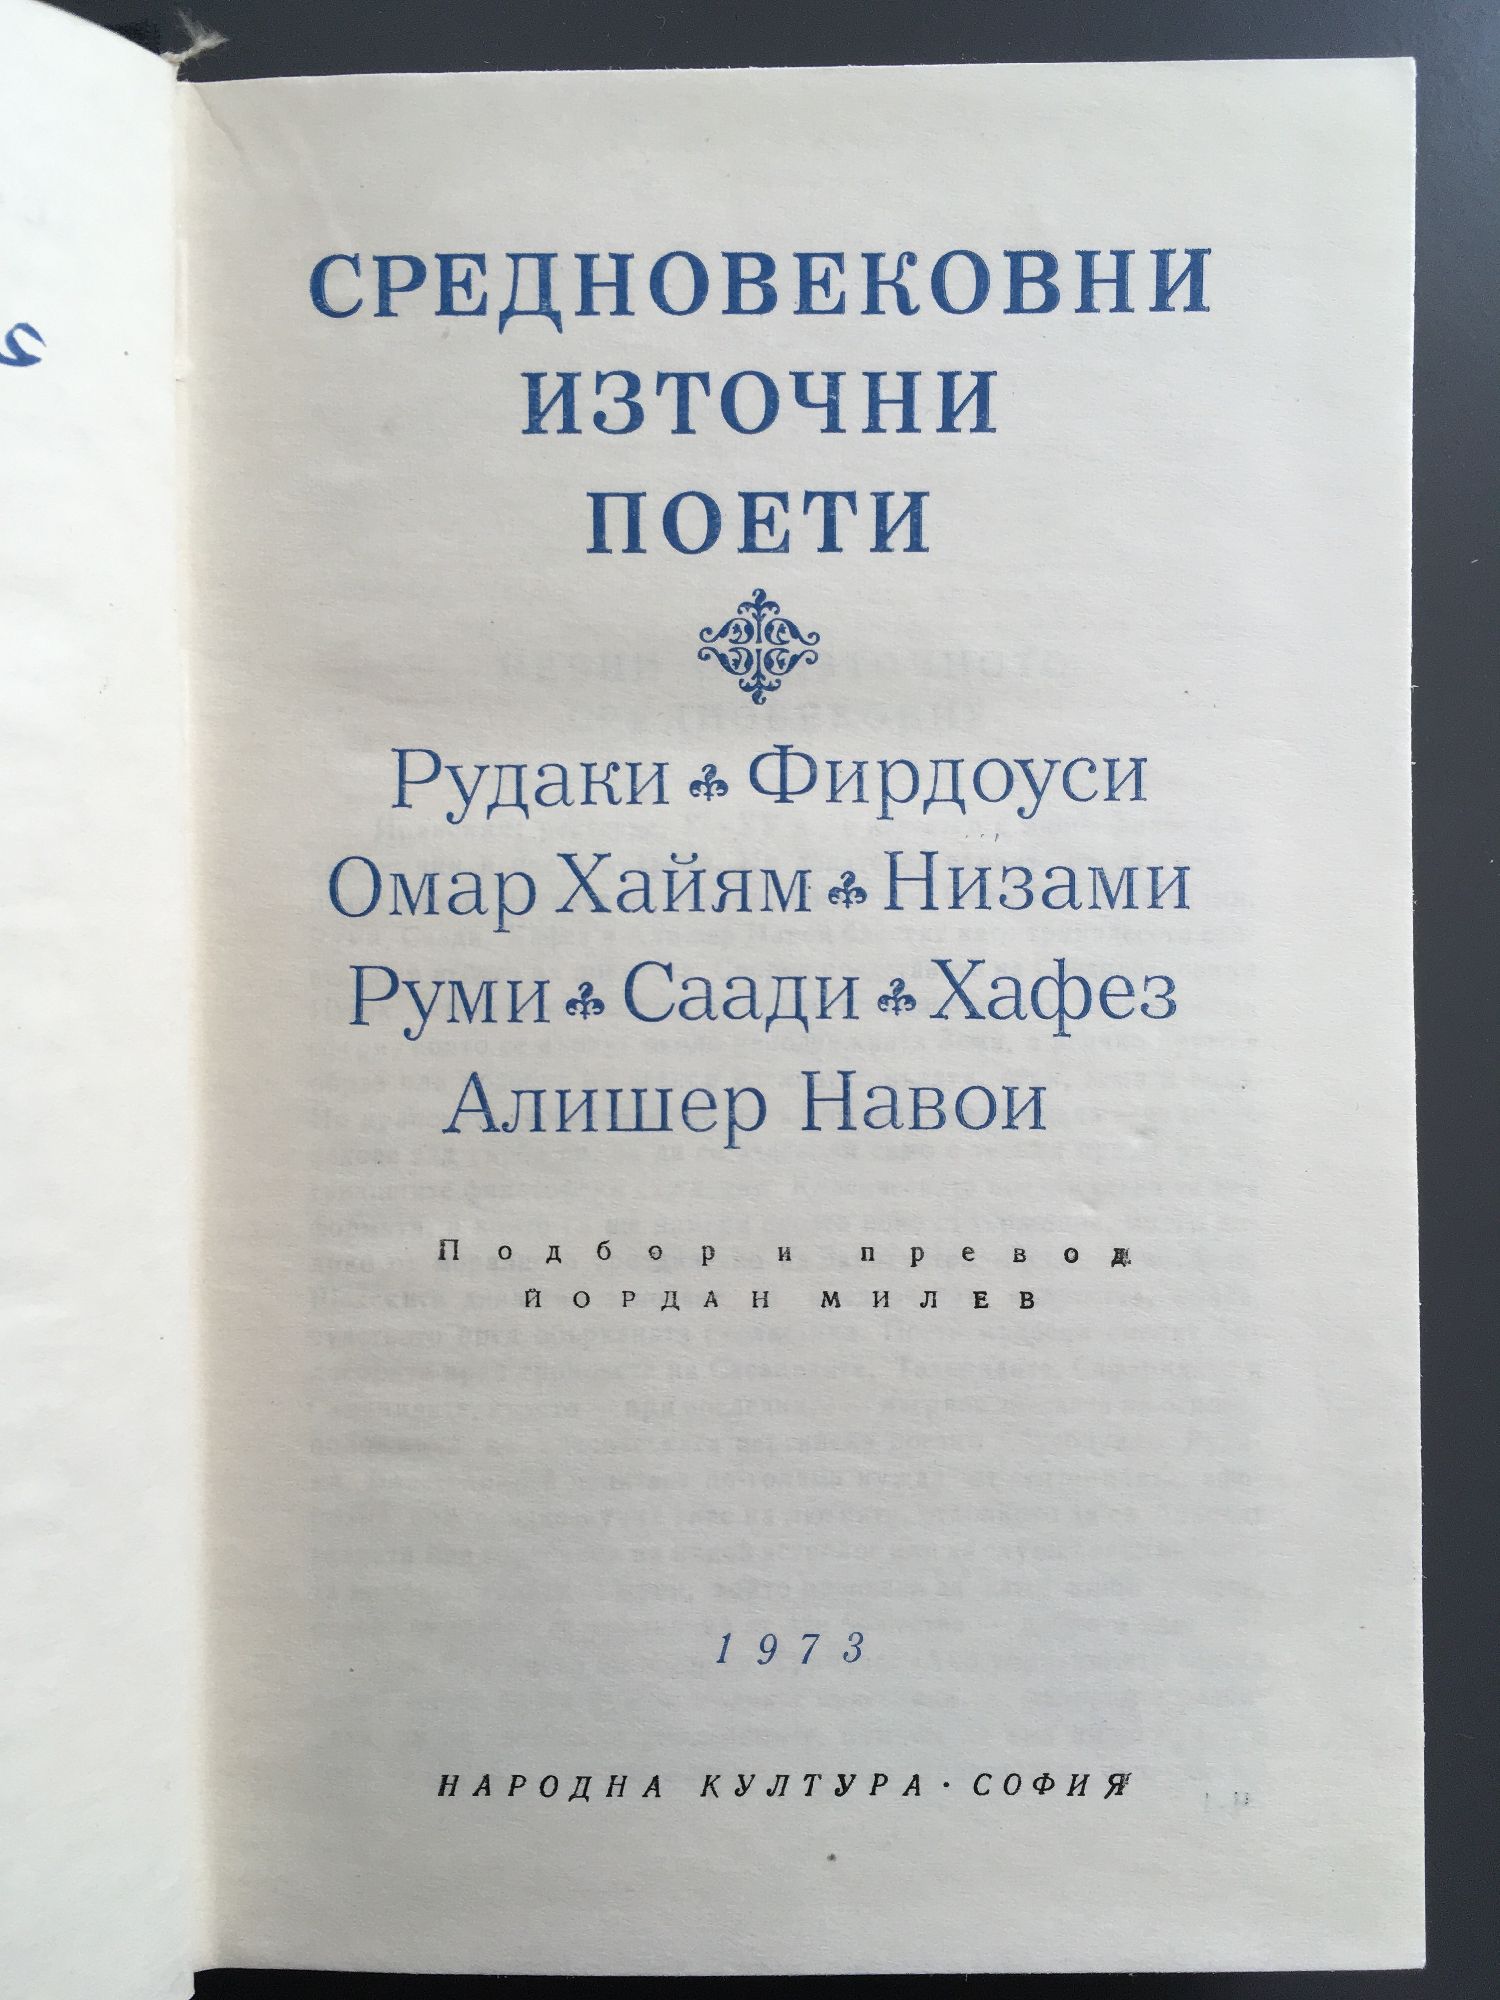 СРЕДНОВЕКОВНИ
ИЗТОЧНИ
ПОЕТИ
Рудаки Фирдоуси
Омар Хайям Низами
Руми Саади Хафез
Алишер Навои
Подбор и превод
ЙОРДАН МИЛЕВ
1973
НАРОДНА КУЛТУРА · СОФИЯ